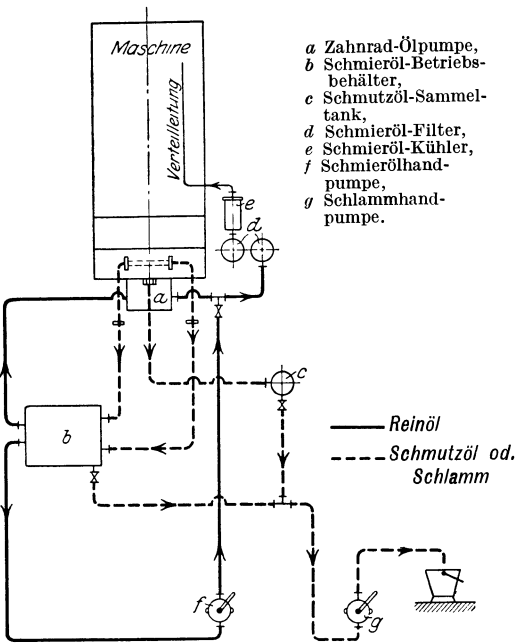 Maschine
Verteilleitung
a Zahnrad-Ölpumpe,
b Schmieröl-Betriebs-
behälter,
c Schmutzöl-Sammel-
tank,
d Schmieröl-Filter,
e Schmieröl-Kühler,
f Schmierölhand-
pumpe,
g Schlammhand-
pumpe.
e
d
a
c
b
f
g
Reinöl
Schmutzöl od.
Schlamm